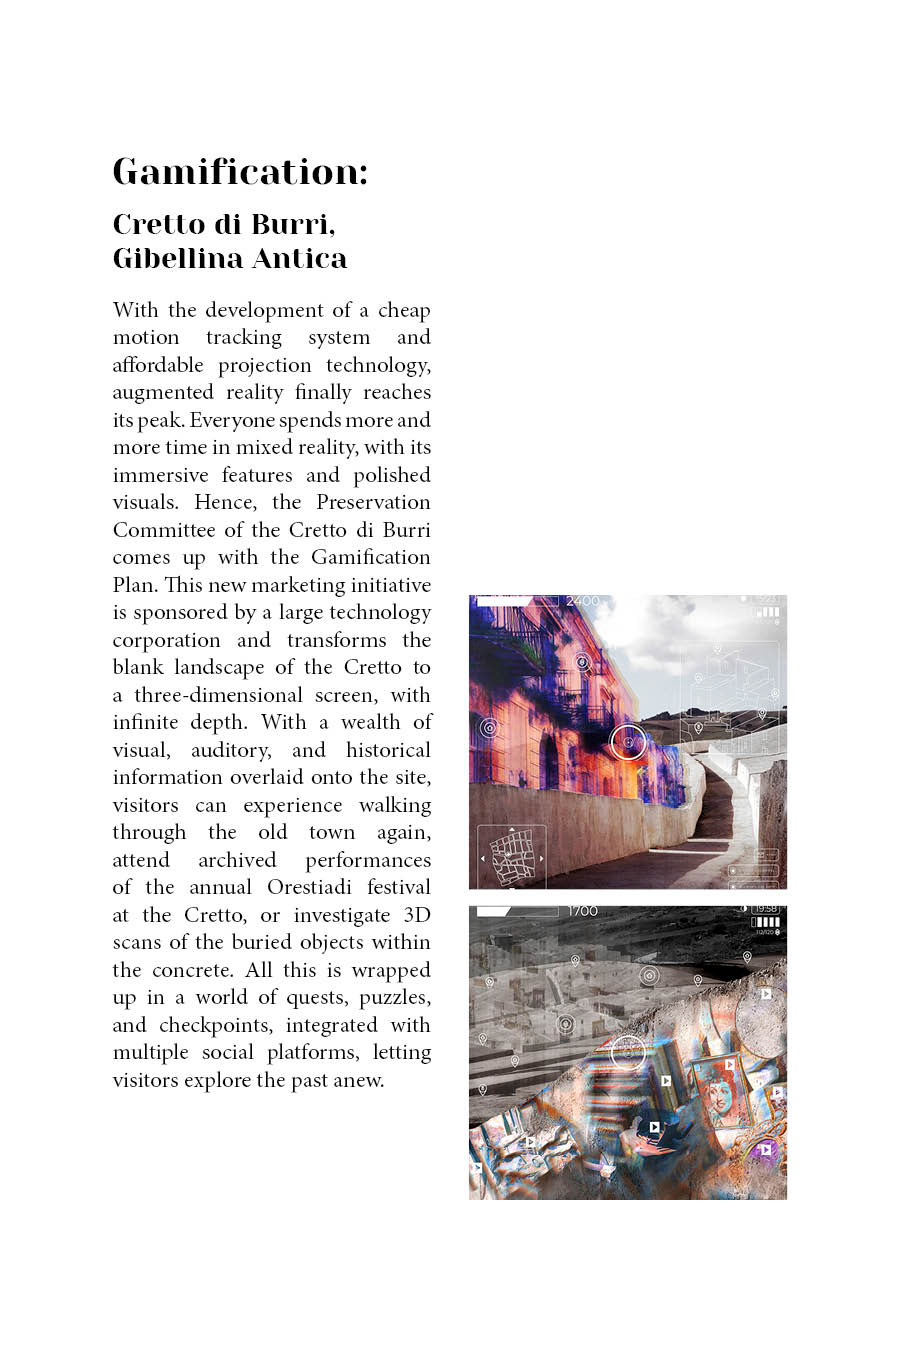 Gamification:
Cretto di Burri,
Gibellina Antica
With the development of a cheap
motion tracking system and
affordable projection technology,
augmented reality finally reaches
its peak. Everyone spends more and
more time in mixed reality, with its
immersive features and polished
visuals. Hence, the Preservation
Committee of the Cretto di Burri
comes up with the Gamification
Plan. This new marketing initiative
is sponsored by a large technology
corporation and transforms the
blank landscape of the Cretto to
a three-dimensional screen, with
infinite depth. With a wealth of
visual, auditory, and historical
information overlaid onto the site,
visitors can experience walking
through the old town again,
attend archived performances
of the annual Orestiadi festival
at the Cretto, or investigate 3D
scans of the buried objects within
the concrete. All this is wrapped
up in a world of quests, puzzles,
and checkpoints, integrated with
multiple social platforms, letting
visitors explore the past anew.
2400
1700
19:58
112/120